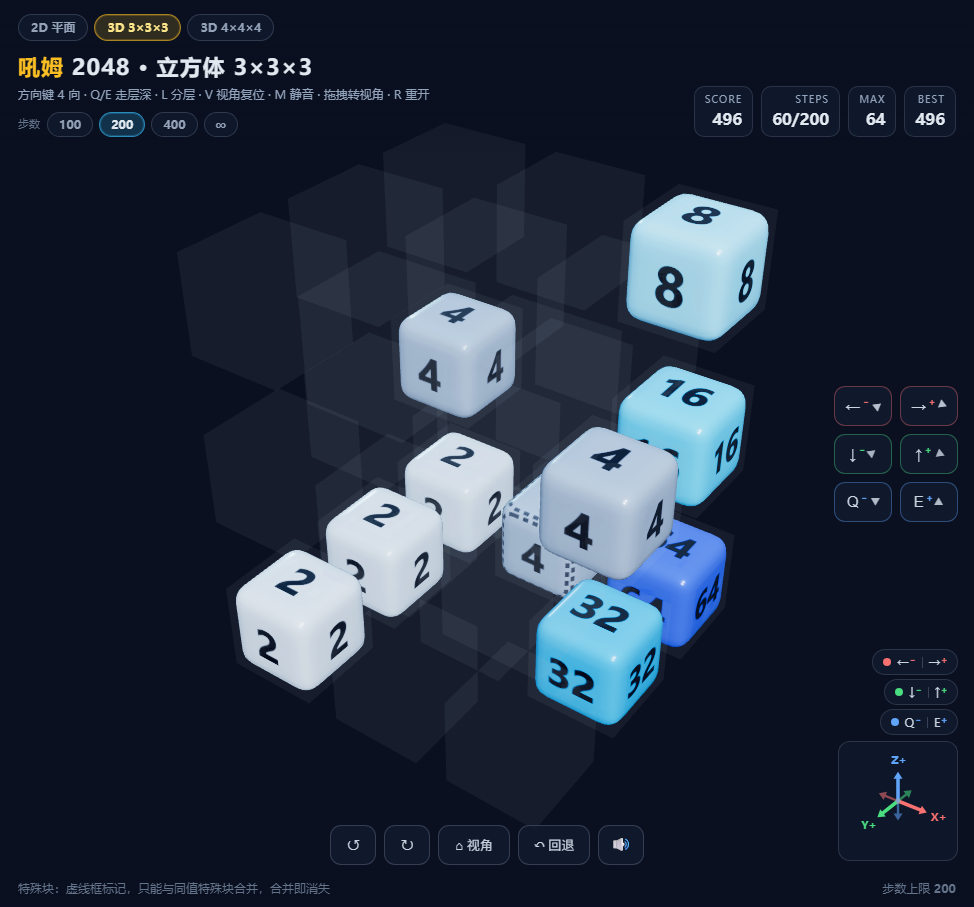 2D 平面 3D 3×3×3 3D 4×4×4
吼姆 2048 • 立方体 3×3×3
方向键 4 向 · Q/E 走层深 · L 分层 · V 视角复位 · M 静音 · 拖拽转视角 · R 重开
步数 100 200 400 ∞
SCORE STEPS MAX BEST
496 60/200 64 496
8
8 8
4
4 4
16
16
4
4 4
2
2 2
4
2
2 2
64
64 64
2
2 2
32
32 32
←⁻▼ →⁺▲
↓⁻▼ ↑⁺▲
Q⁻▼ E⁺▲
←⁻ | →⁺
↓⁻ | ↑⁺
Q⁻ | E⁺
Z+
X+
Y+
↺ ↻ ⌂ 视角 ↶ 回退
特殊块：虚线框标记，只能与同值特殊块合并，合并即消失
步数上限 200